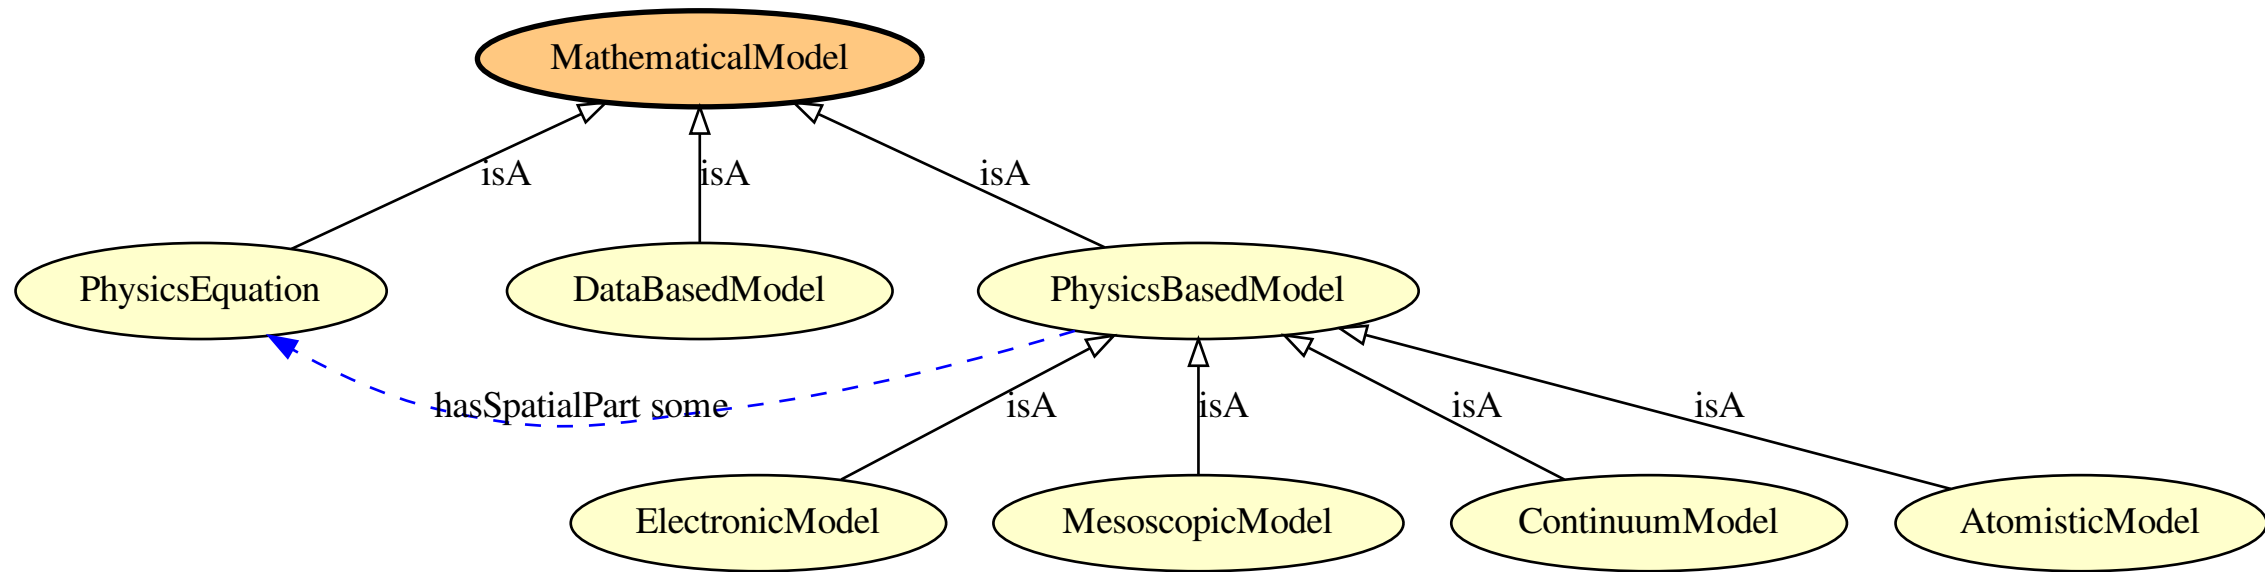 MathematicalModel
isA
isA
isA
PhysicsEquation
DataBasedModel
PhysicsBasedModel
hasSpatialPart some
isA
isA
isA
isA
ElectronicModel
MesoscopicModel
ContinuumModel
AtomisticModel